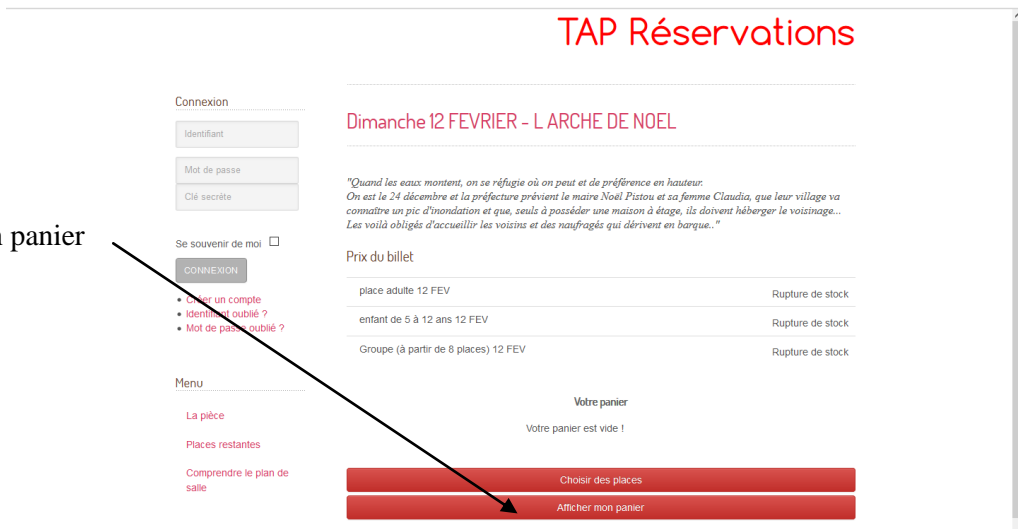 TAP Réservations
Connexion
Identifiant
Mot de passe
Clé secrète
Se souvenir de moi
CONNEXION
Créer un compte
Identifiant oublié ?
Mot de passe oublié ?
Menu
La pièce
Places restantes
Comprendre le plan de
salle
panier
Dimanche 12 FEVRIER - L ARCHE DE NOEL
"Quand les eaux montent, on se réfugie où on peut et de préférence en hauteur.
On est le 24 décembre et la préfecture prévient le maire Noël Pistou et sa femme Claudia, que leur village va
connaître un pic d'inondation et que, seuls à posséder une maison à étage, ils doivent héberger le voisinage...
Les voilà obligés d'accueillir les voisins et des naufragés qui dérivent en barque.."
Prix du billet
place adulte 12 FEV Rupture de stock
enfant de 5 à 12 ans 12 FEV Rupture de stock
Groupe (à partir de 8 places) 12 FEV Rupture de stock
Votre panier
Votre panier est vide !
Choisir des places
Afficher mon panier